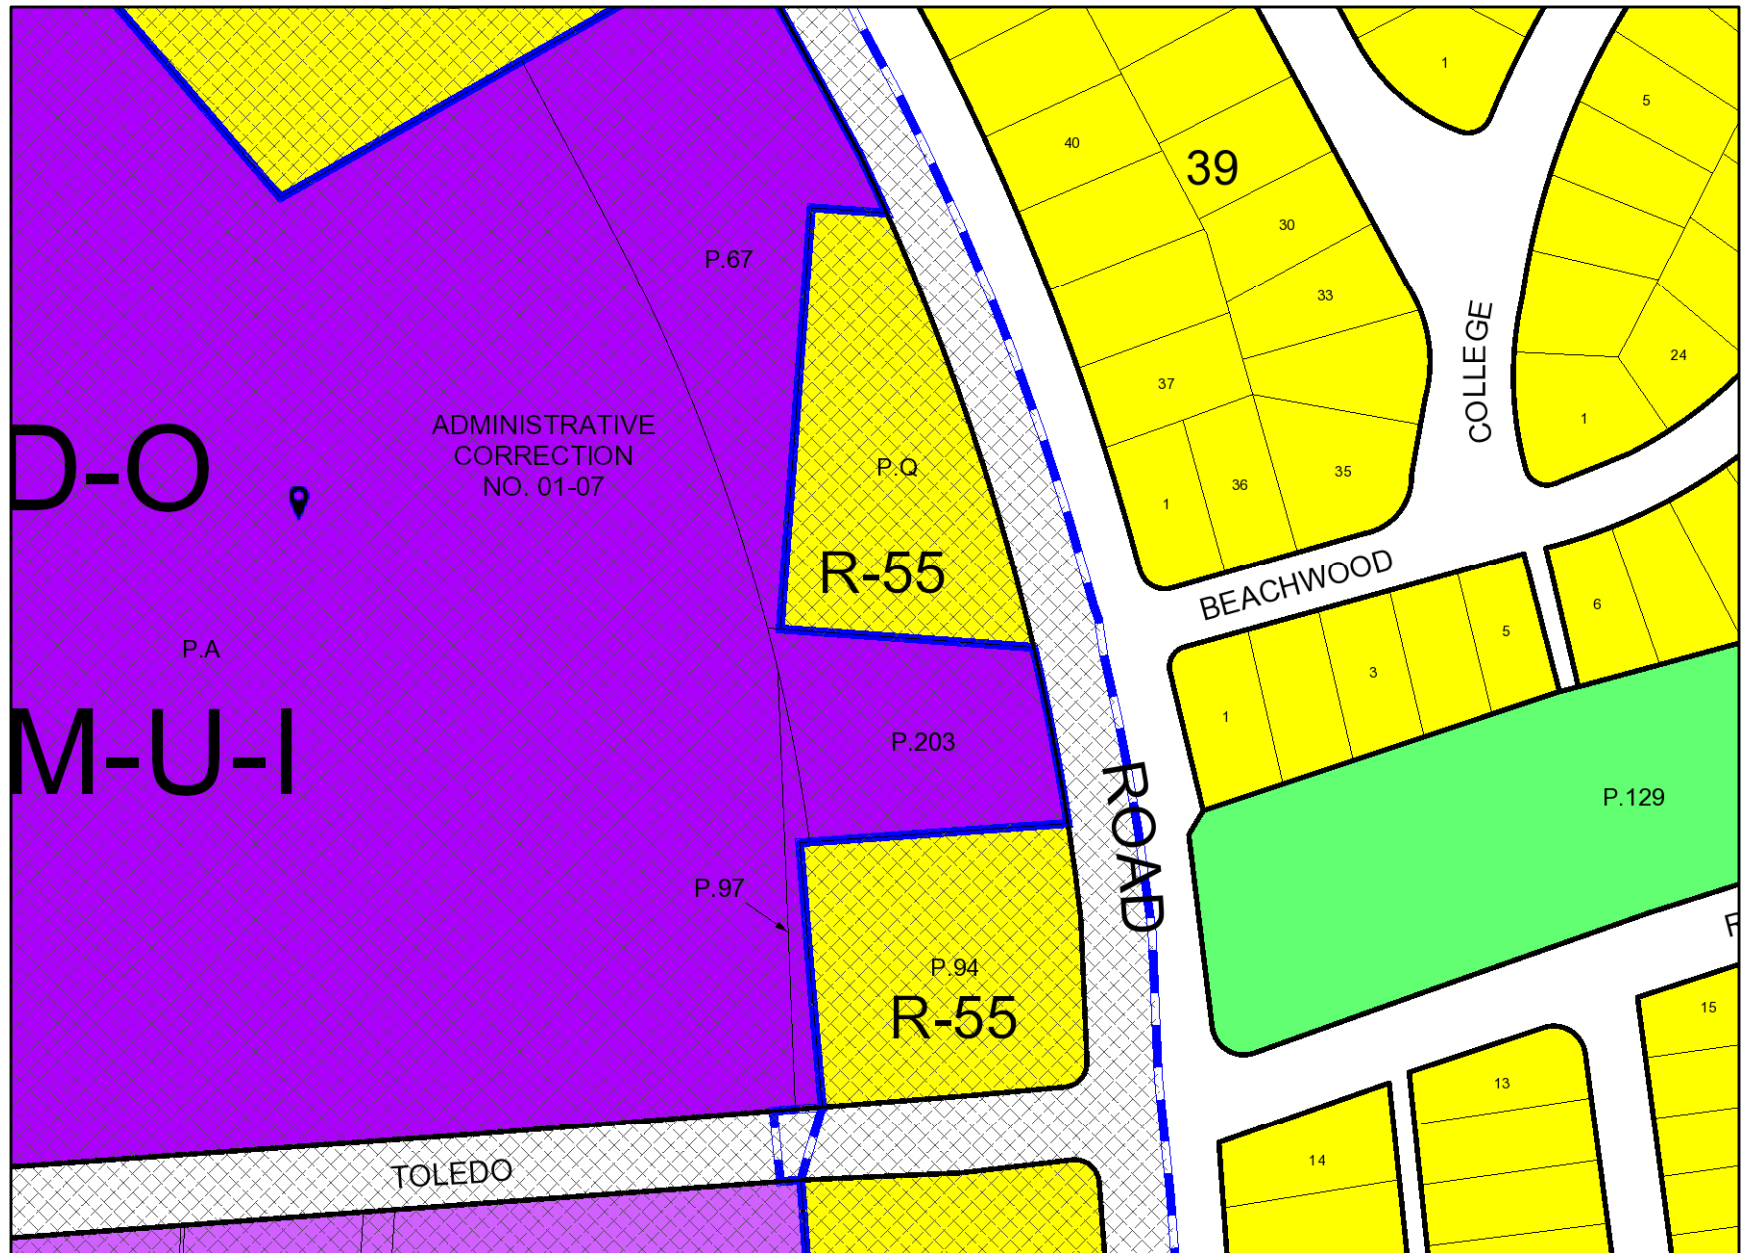 1
5
40
39
30
P.67
33
COLLEGE
24
37
1
ADMINISTRATIVE
CORRECTION
NO. 01-07
D-O
P.Q
36
35
1
R-55
BEACHWOOD
6
P.A
5
3
1
M-U-I
P.203
ROAD
P.129
P.97
P.94
R-55
15
13
14
TOLEDO